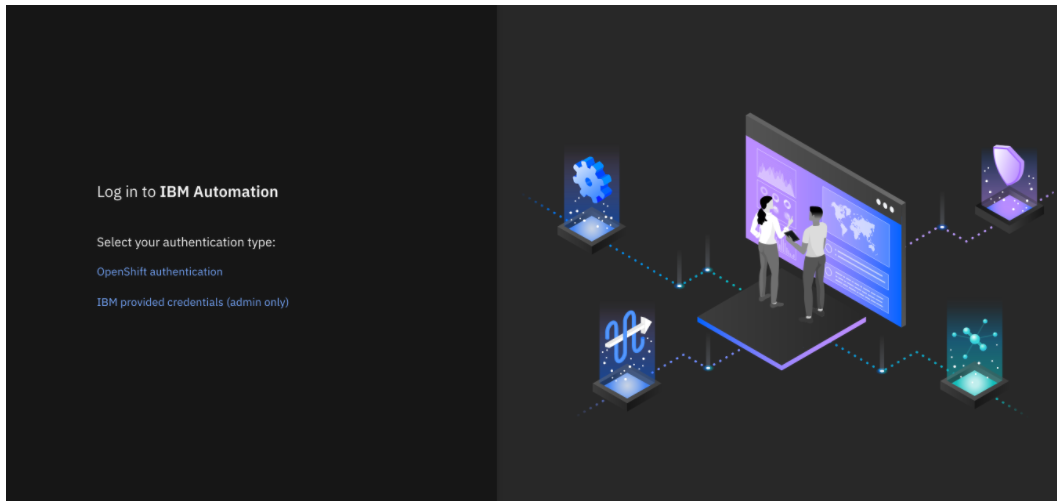 Log in to IBM Automation
Select your authentication type:
OpenShift authentication
IBM provided credentials (admin only)